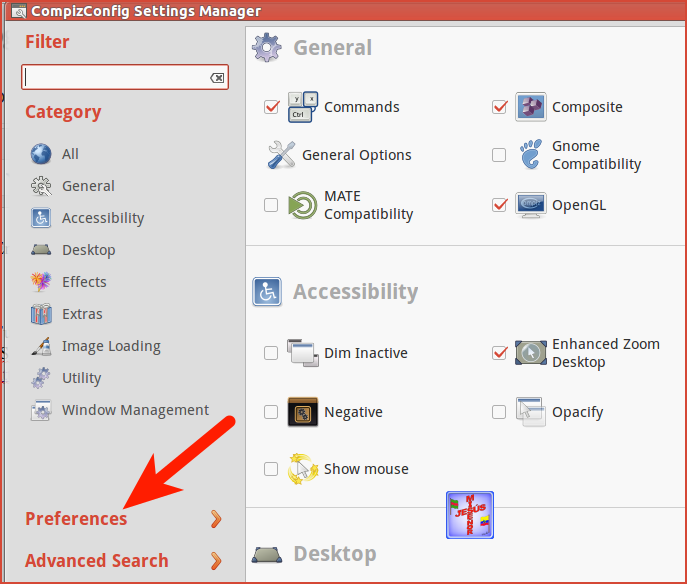 CompizConfig Settings Manager
Filter
Category
All
General
Accessibility
Desktop
Effects
Extras
Image Loading
Utility
Window Management
Preferences
Advanced Search
General
Commands
Composite
General Options
Gnome
Compatibility
MATE
Compatibility
OpenGL
Accessibility
Dim Inactive
Enhanced Zoom
Desktop
Negative
Opacify
Show mouse
Desktop
y
x
Ctrl
JESÚS